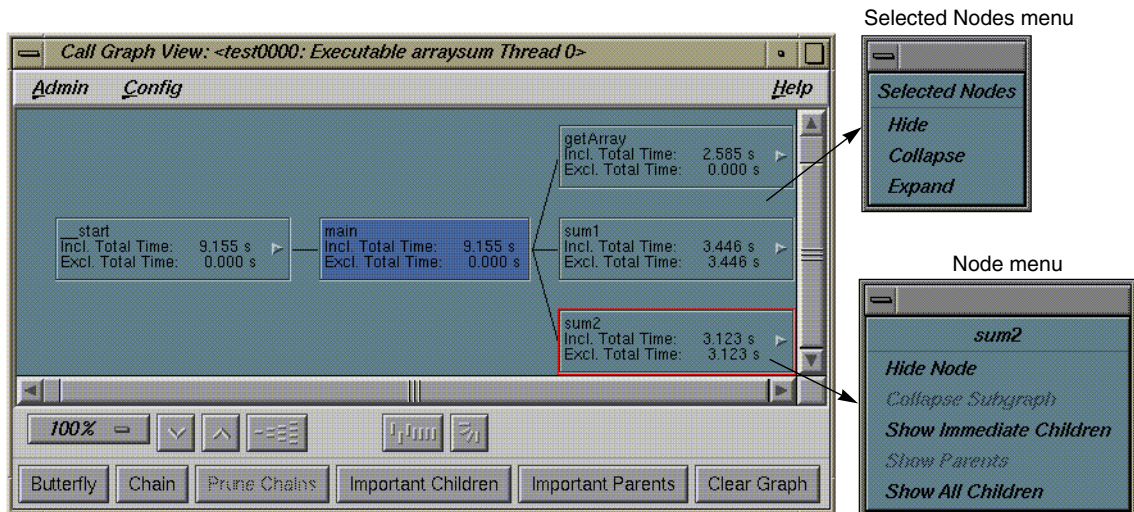 Selected Nodes menu
Call Graph View: <test0000: Executable arraysum Thread 0>
Admin Config Help
getArray
Incl. Total Time: 2.585 s
Excl. Total Time: 0.000 s
__start
Incl. Total Time: 9.155 s
Excl. Total Time: 0.000 s
main
Incl. Total Time: 9.155 s
Excl. Total Time: 0.000 s
sum1
Incl. Total Time: 3.446 s
Excl. Total Time: 3.446 s
sum2
Incl. Total Time: 3.123 s
Excl. Total Time: 3.123 s
100%
Butterfly Chain Prune Chains Important Children Important Parents Clear Graph
Selected Nodes
Hide
Collapse
Expand
Node menu
sum2
Hide Node
Collapse Subgraph
Show Immediate Children
Show Parents
Show All Children